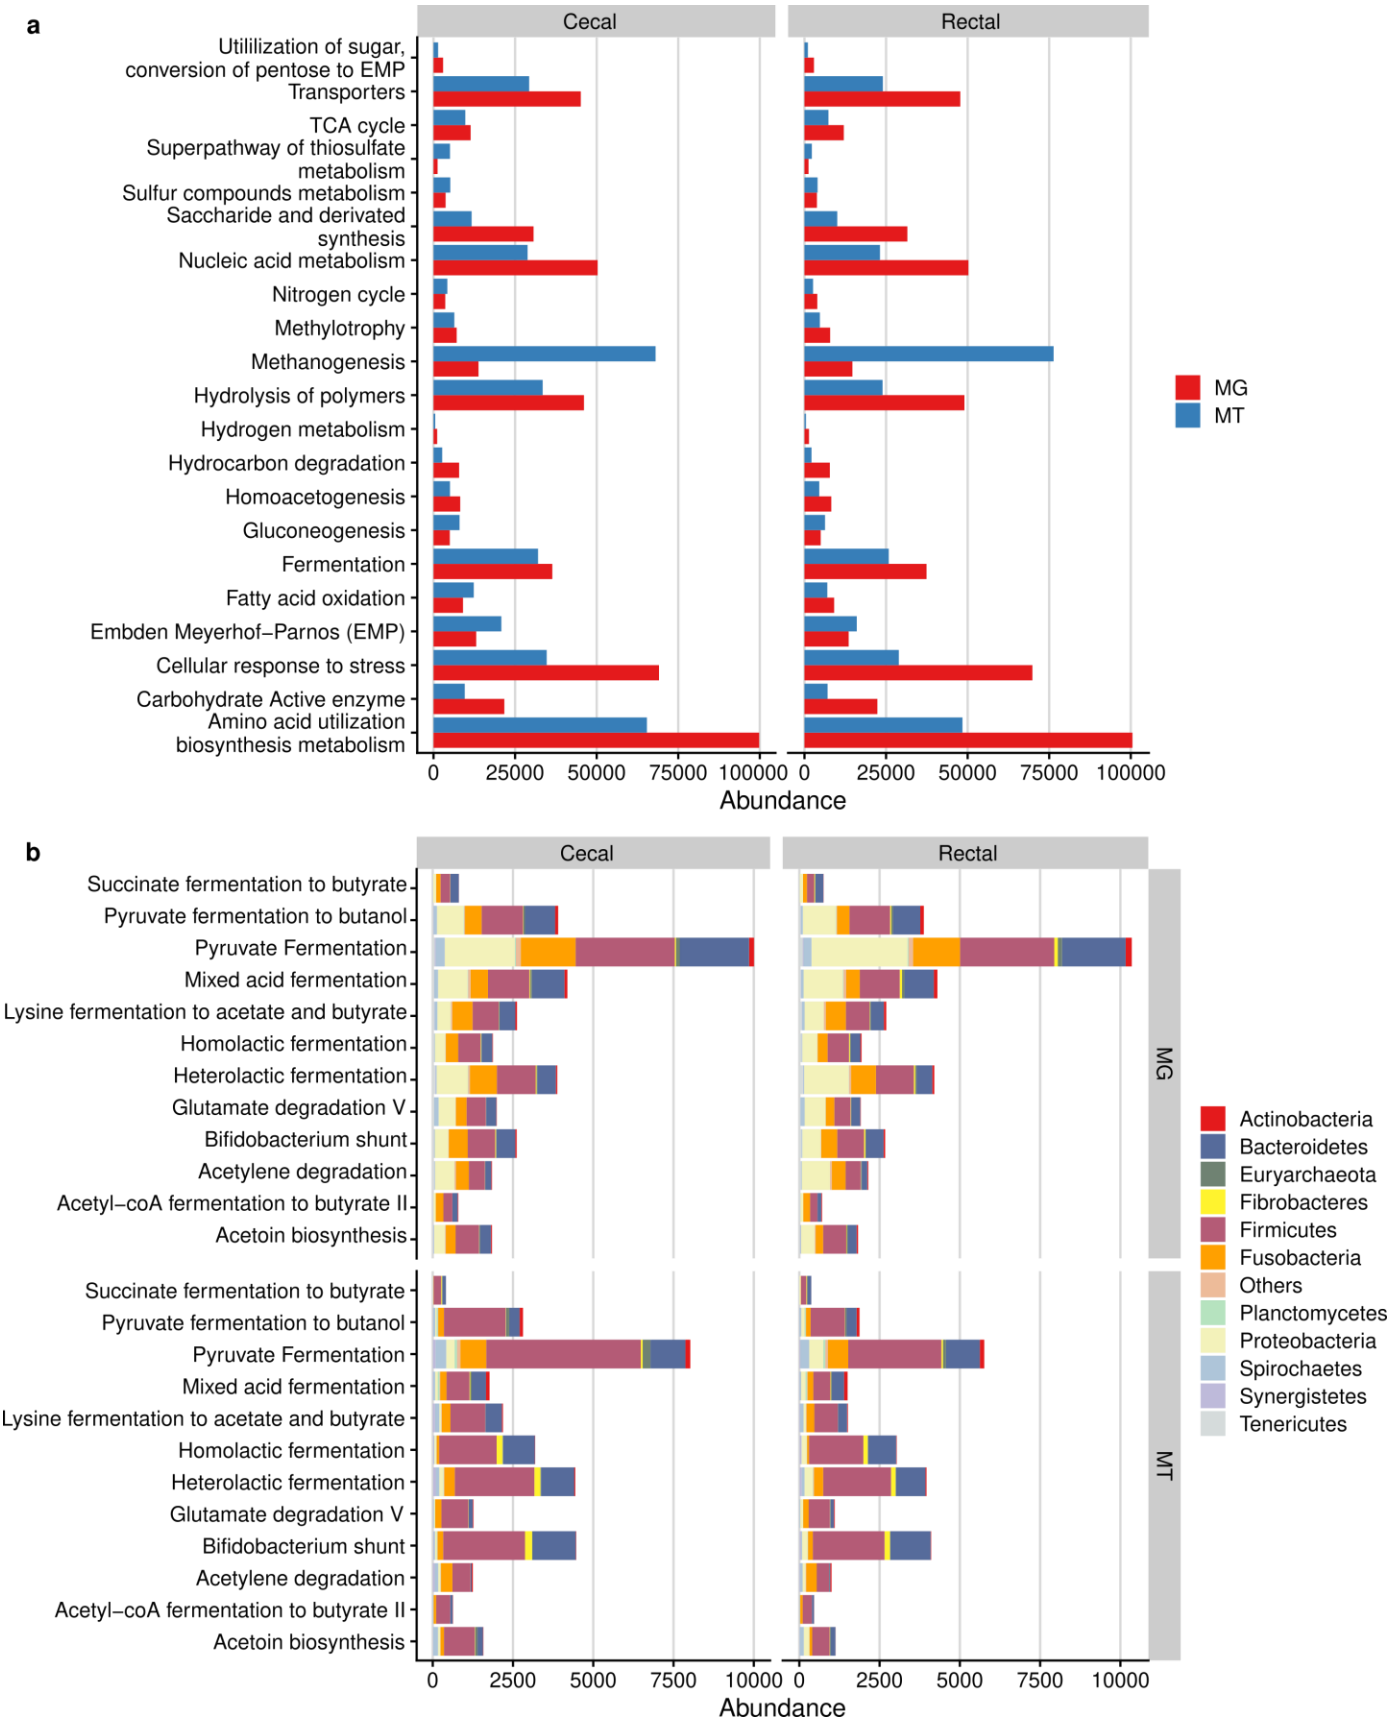 a
Cecal
Rectal
Utililization of sugar,
conversion of pentose to EMP
Transporters
TCA cycle
Superpathway of thiosulfate
metabolism
Sulfur compounds metabolism
Saccharide and derivated
synthesis
Nucleic acid metabolism
Nitrogen cycle
Methylotrophy
Methanogenesis
Hydrolysis of polymers
Hydrogen metabolism
Hydrocarbon degradation
Homoacetogenesis
Gluconeogenesis
Fermentation
Fatty acid oxidation
Embden Meyerhof−Parnos (EMP)
Cellular response to stress
Carbohydrate Active enzyme
Amino acid utilization
biosynthesis metabolism
0 25000 50000 75000 100000 0 25000 50000 75000 100000
Abundance
MG
MT
b
Cecal
Rectal
Succinate fermentation to butyrate
Pyruvate fermentation to butanol
Pyruvate Fermentation
Mixed acid fermentation
Lysine fermentation to acetate and butyrate
Homolactic fermentation
Heterolactic fermentation
Glutamate degradation V
Bifidobacterium shunt
Acetylene degradation
Acetyl−coA fermentation to butyrate II
Acetoin biosynthesis
MG
Succinate fermentation to butyrate
Pyruvate fermentation to butanol
Pyruvate Fermentation
Mixed acid fermentation
Lysine fermentation to acetate and butyrate
Homolactic fermentation
Heterolactic fermentation
Glutamate degradation V
Bifidobacterium shunt
Acetylene degradation
Acetyl−coA fermentation to butyrate II
Acetoin biosynthesis
MT
0 2500 5000 7500 10000 0 2500 5000 7500 10000
Abundance
Actinobacteria
Bacteroidetes
Euryarchaeota
Fibrobacteres
Firmicutes
Fusobacteria
Others
Planctomycetes
Proteobacteria
Spirochaetes
Synergistetes
Tenericutes